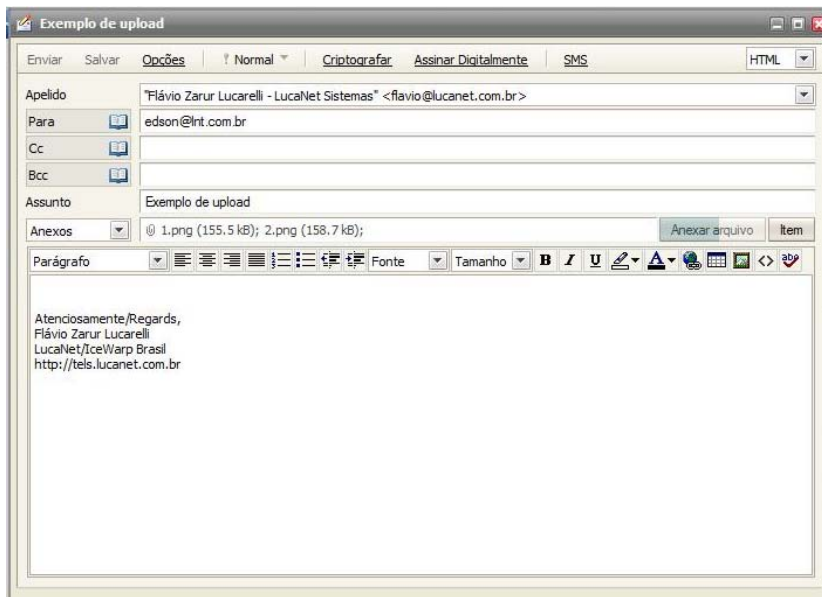 Exemplo de upload
Enviar Salvar Opções Normal Criptografar Assinar Digitalmente SMS HTML
Apelido "Flávio Zarur Lucarelli - LucaNet Sistemas" <flavio@lucanet.com.br>
Para edson@lnt.com.br
Cc
Bcc
Assunto Exemplo de upload
Anexos 1.png (155.5 kB); 2.png (158.7 kB); Anexar arquivo Item
Parágrafo Fonte Tamanho B I U A <> abc
Atenciosamente/Regards,
Flávio Zarur Lucarelli
LucaNet/IceWarp Brasil
http://tels.lucanet.com.br